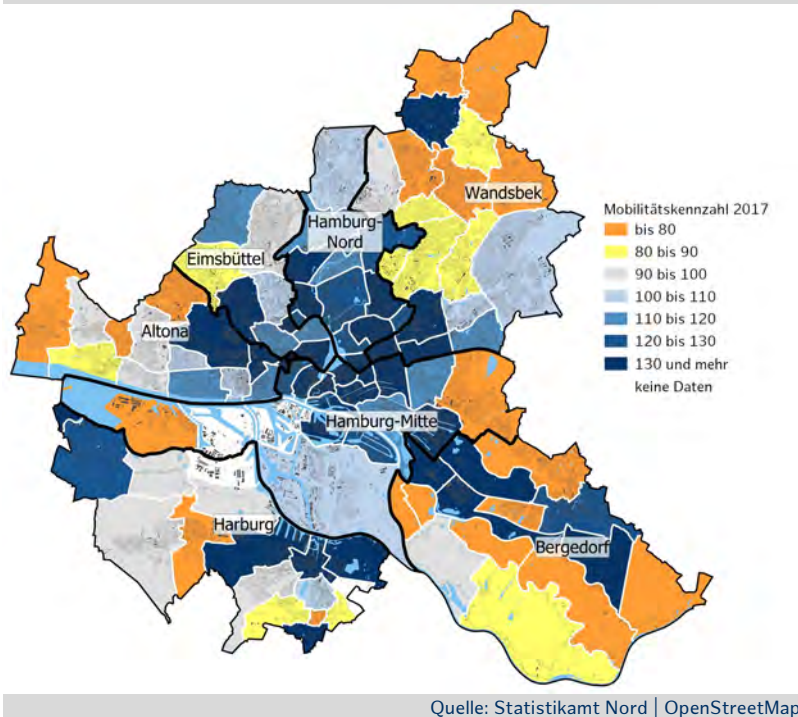 Wandsbek
Hamburg-
Nord
Eimsbüttel
Altona
Hamburg-Mitte
Harburg
Bergedorf
Mobilitätskennzahl 2017
bis 80
80 bis 90
90 bis 100
100 bis 110
110 bis 120
120 bis 130
130 und mehr
keine Daten
Quelle: Statistikamt Nord | OpenStreetMap